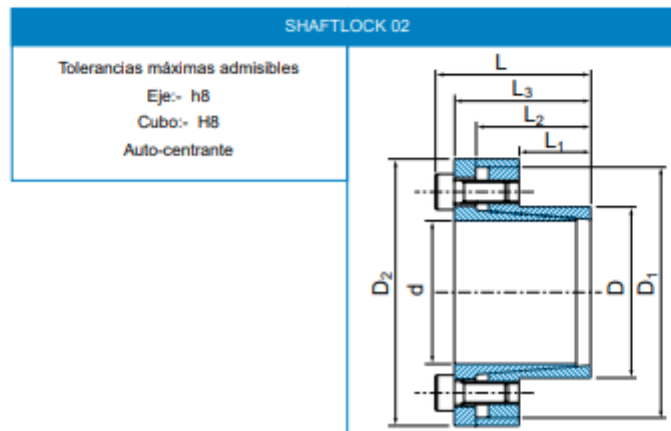 SHAFTLOCK 02
Tolerancias máximas admisibles
Eje:- h8
Cubo:- H8
Auto-centrante
L
L3
L2
L1
D2
d
D
D1